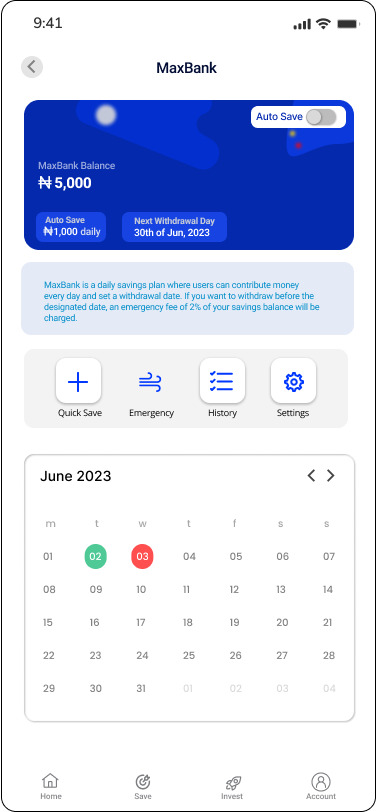 9:41
MaxBank
Auto Save
MaxBank Balance
₦5,000
Auto Save
₦1,000 daily
Next Withdrawal Day
30th of Jun, 2023
MaxBank is a daily savings plan where users can contribute money
every day and set a withdrawal date. If you want to withdraw before the
designated date, an emergency fee of 2% of your savings balance will be
charged.
Quick Save Emergency History Settings
June 2023
m t w t f s s
01 02 03 04 05 06 07
08 09 10 11 12 13 14
15 16 17 18 19 20 21
22 23 24 25 26 27 28
29 30 31 01 02 03 04
Home Save Invest Account